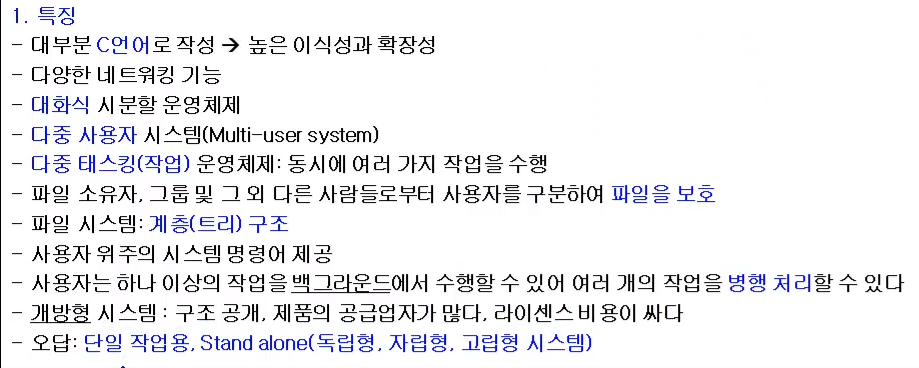 1. 특징
- 대부분 C언어로 작성 → 높은 이식성과 확장성
- 다양한 네트워킹 기능
- 대화식 시분할 운영체제
- 다중 사용자 시스템(Multi-user system)
- 다중 태스킹(작업) 운영체제: 동시에 여러 가지 작업을 수행
- 파일 소유자, 그룹 및 그 외 다른 사람들로부터 사용자를 구분하여 파일을 보호
- 파일 시스템: 계층(트리) 구조
- 사용자 위주의 시스템 명령어 제공
- 사용자는 하나 이상의 작업을 백그라운드에서 수행할 수 있어 여러 개의 작업을 병행 처리할 수 있다
- 개방형 시스템 : 구조 공개, 제품의 공급업자가 많다, 라이센스 비용이 싸다
- 오답: 단일 작업용, Stand alone(독립형, 자립형, 고립형 시스템)